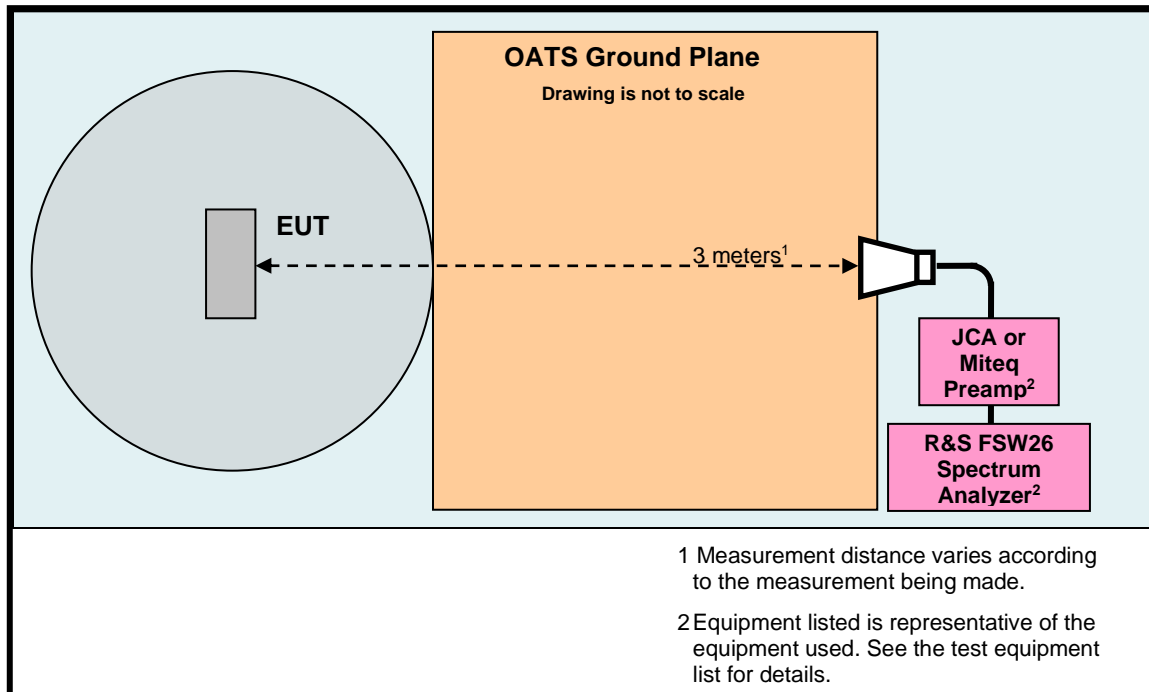 OATS Ground Plane
Drawing is not to scale
EUT
3 meters¹
JCA or
Miteq
Preamp²
R&S FSW26
Spectrum
Analyzer²
1 Measurement distance varies according
to the measurement being made.
2 Equipment listed is representative of the
equipment used. See the test equipment
list for details.